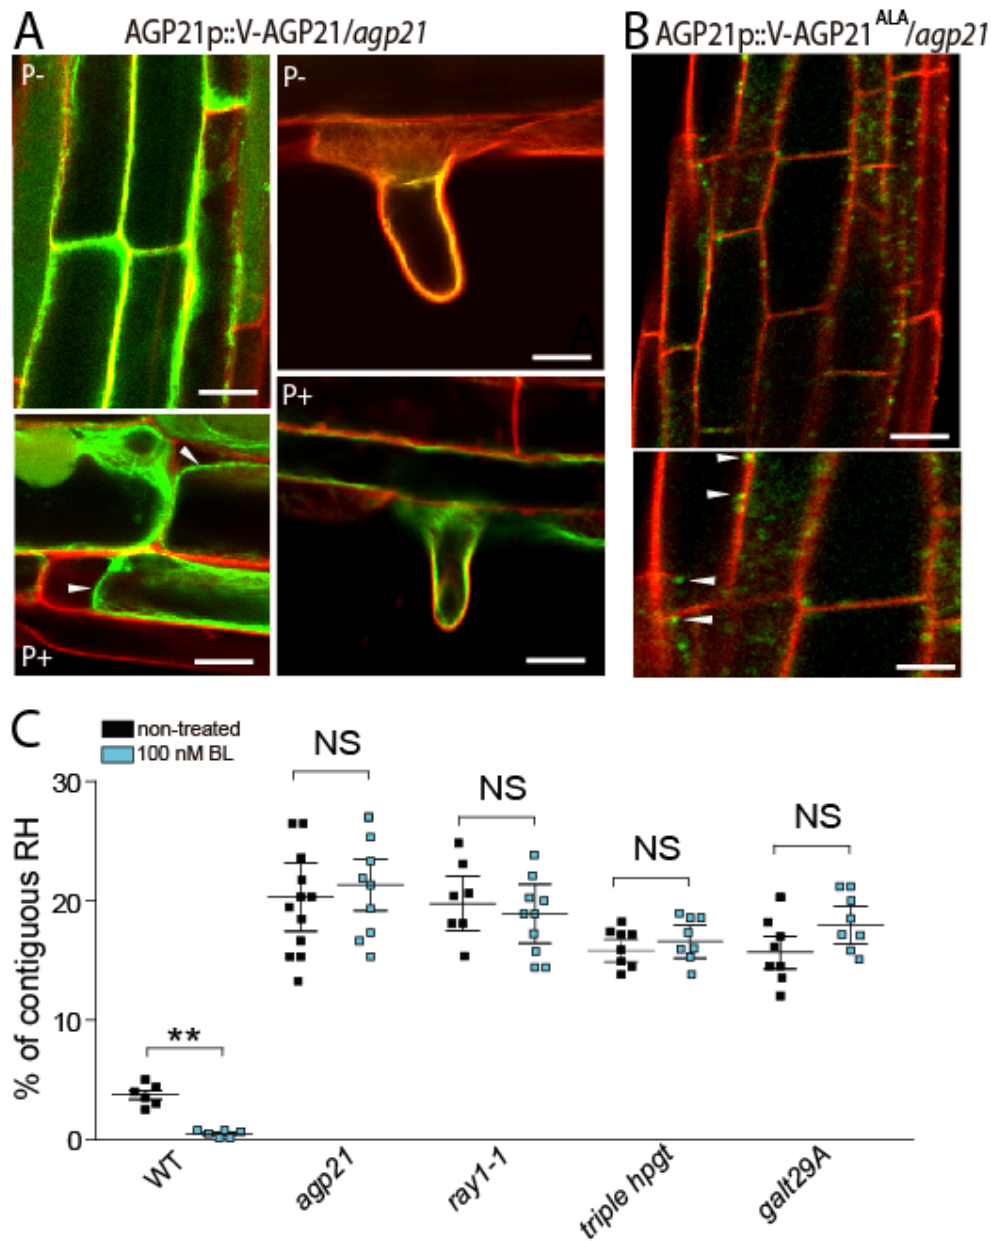 A AGP21p::V-AGP21/agp21
B AGP21p::V-AGP21ᴬᴸᴬ/agp21
P-
P-
A
P+
P+
C
non-treated
100 nM BL
% of contiguous RH
30
20
10
0
**
NS
NS
NS
NS
WT
agp21
ray1-1
triple hpgt
galt29A